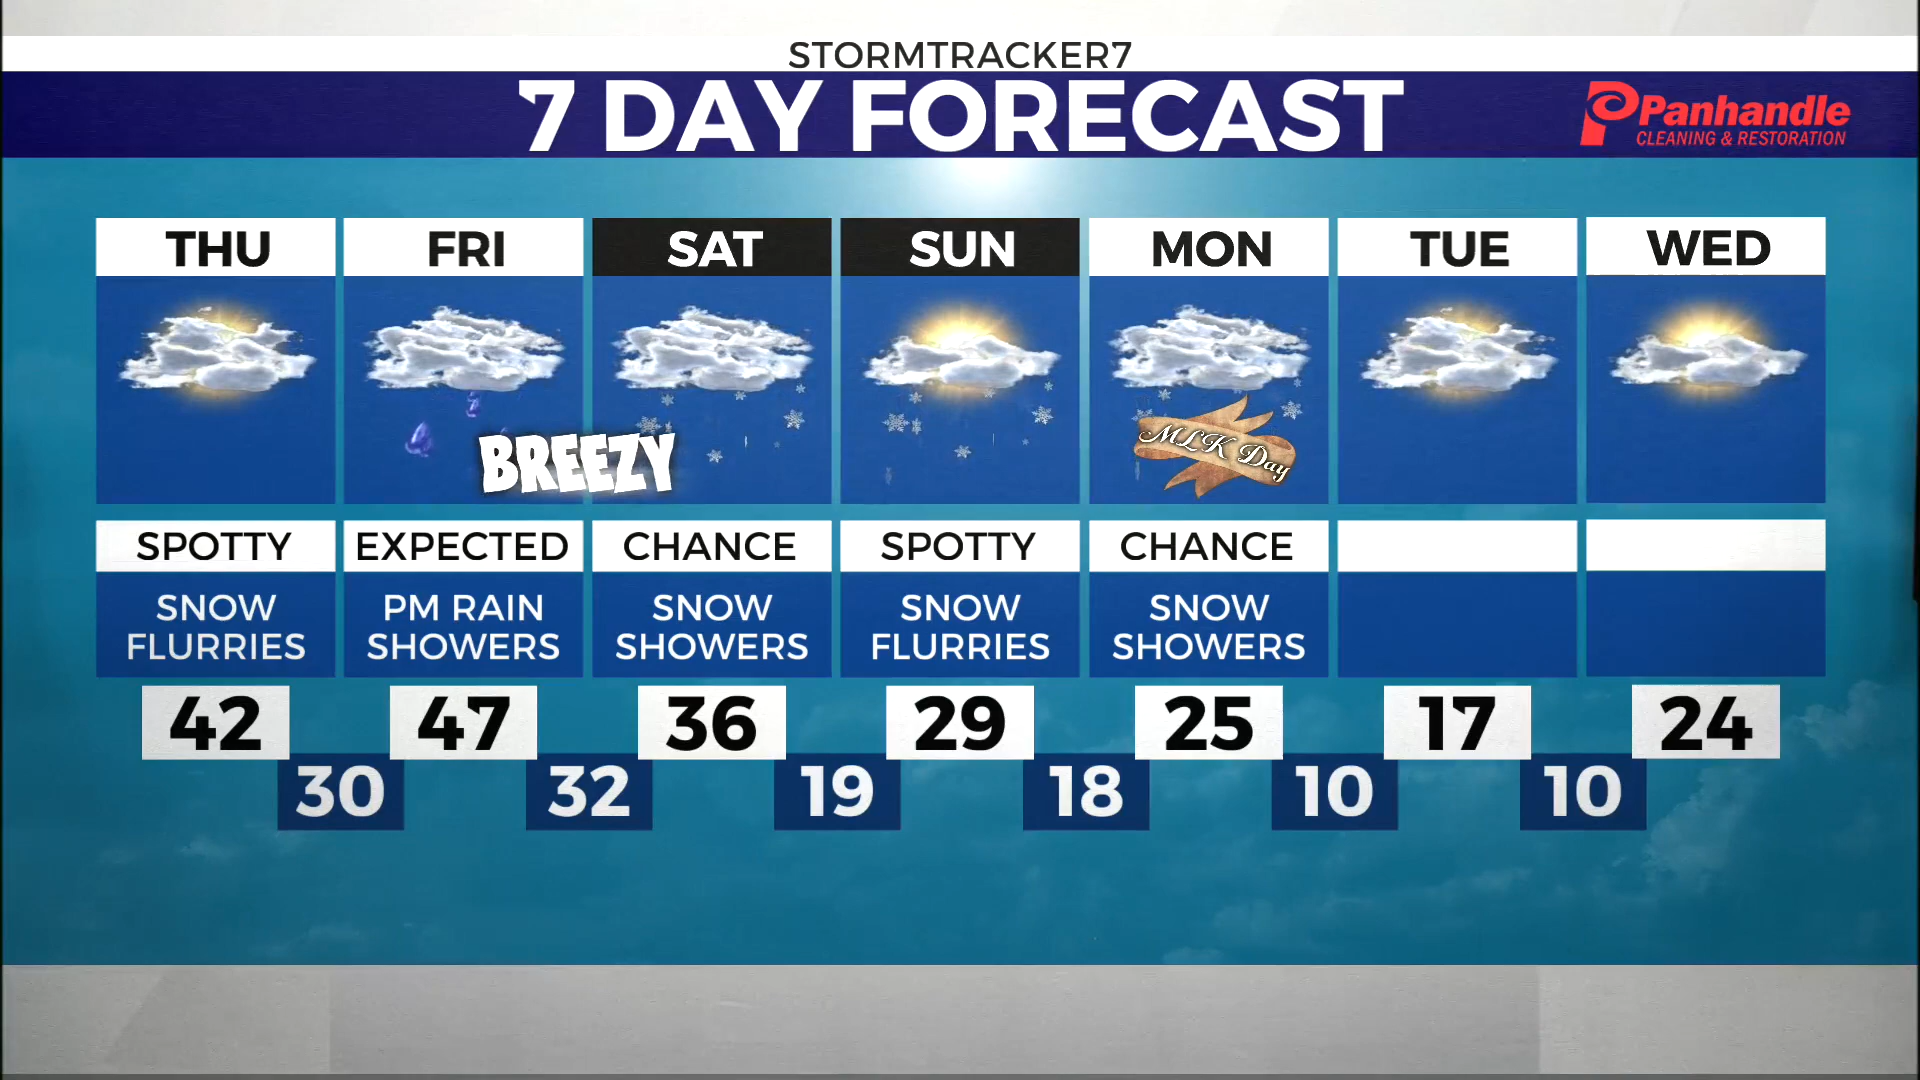 STORMTRACKER7
7 DAY FORECAST
Panhandle
CLEANING & RESTORATION
THU
FRI
SAT
SUN
MON
TUE
WED
BREEZY
MLK Day
SPOTTY
SNOW
FLURRIES
EXPECTED
PM RAIN
SHOWERS
CHANCE
SNOW
SHOWERS
SPOTTY
SNOW
FLURRIES
CHANCE
SNOW
SHOWERS
42
47
36
29
25
17
24
30
32
19
18
10
10